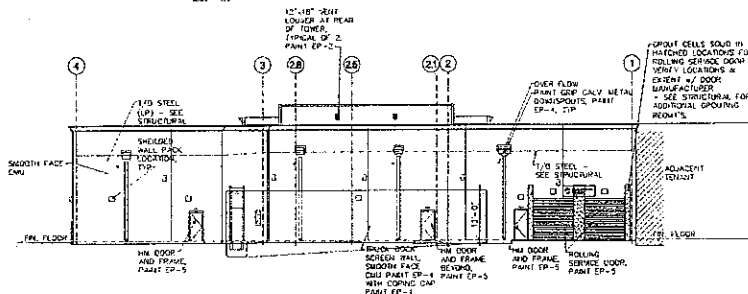 12"x18" VENT
LOUVER AT REAR
OF TOWER,
TYPICAL OF 2,
PAINT EP-2
4
3
2.8
2.5
2.1
2
1
GROUT CELLS SOLID IN
HATCHED LOCATIONS FOR
ROLLING SERVICE DOOR
VERIFY LOCATIONS &
EXTENT w/ DOOR
MANUFACTURER
- SEE STRUCTURAL FOR
ADDITIONAL GROUTING
REQMTS.
T/O STEEL
(LP) - SEE
STRUCTURAL
SHIELDED
WALL PACK
LOCATION,
TYP.
SMOOTH FACE
CMU
OVER FLOW
PAINT GRIP GALV METAL
DOWNSPOUTS, PAINT
EP-4, TYP
T/O STEEL -
SEE STRUCTURAL
ADJACENT
TENANT
FIN. FLOOR
FIN. FLOOR
HM DOOR
AND FRAME,
PAINT EP-5
TRUCK DOCK
SCREEN WALL,
SMOOTH FACE
CMU PAINT EP-1
WITH COPING CAP
HM DOOR
AND FRAME
BEYOND,
PAINT EP-5
HM DOOR
AND FRAME,
PAINT EP-5
ROLLING
SERVICE DOOR,
PAINT EP-5